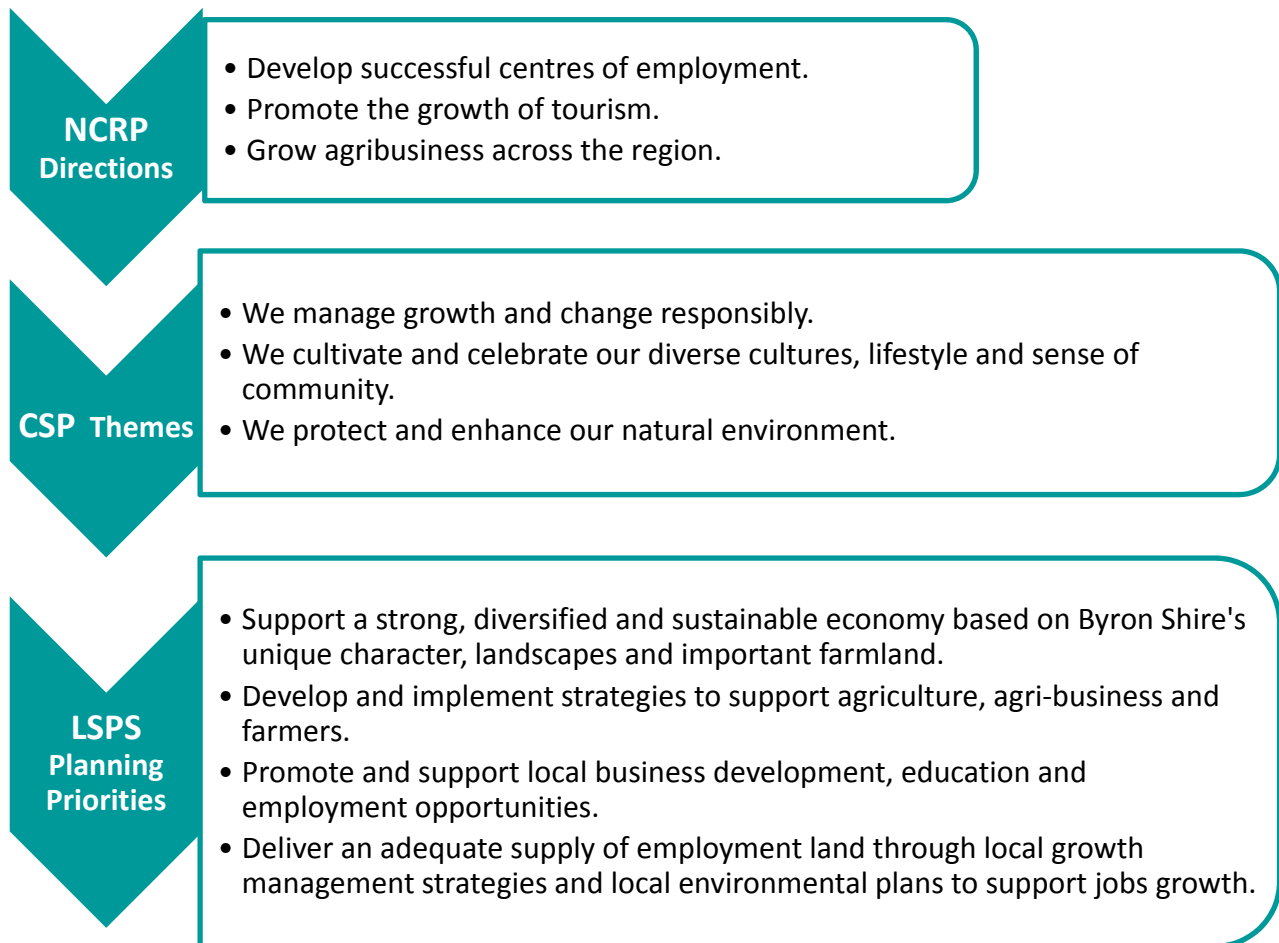 NCRP
Directions
• Develop successful centres of employment.
• Promote the growth of tourism.
• Grow agribusiness across the region.
CSP Themes
• We manage growth and change responsibly.
• We cultivate and celebrate our diverse cultures, lifestyle and sense of
community.
• We protect and enhance our natural environment.
LSPS
Planning
Priorities
• Support a strong, diversified and sustainable economy based on Byron Shire's
unique character, landscapes and important farmland.
• Develop and implement strategies to support agriculture, agri-business and
farmers.
• Promote and support local business development, education and
employment opportunities.
• Deliver an adequate supply of employment land through local growth
management strategies and local environmental plans to support jobs growth.